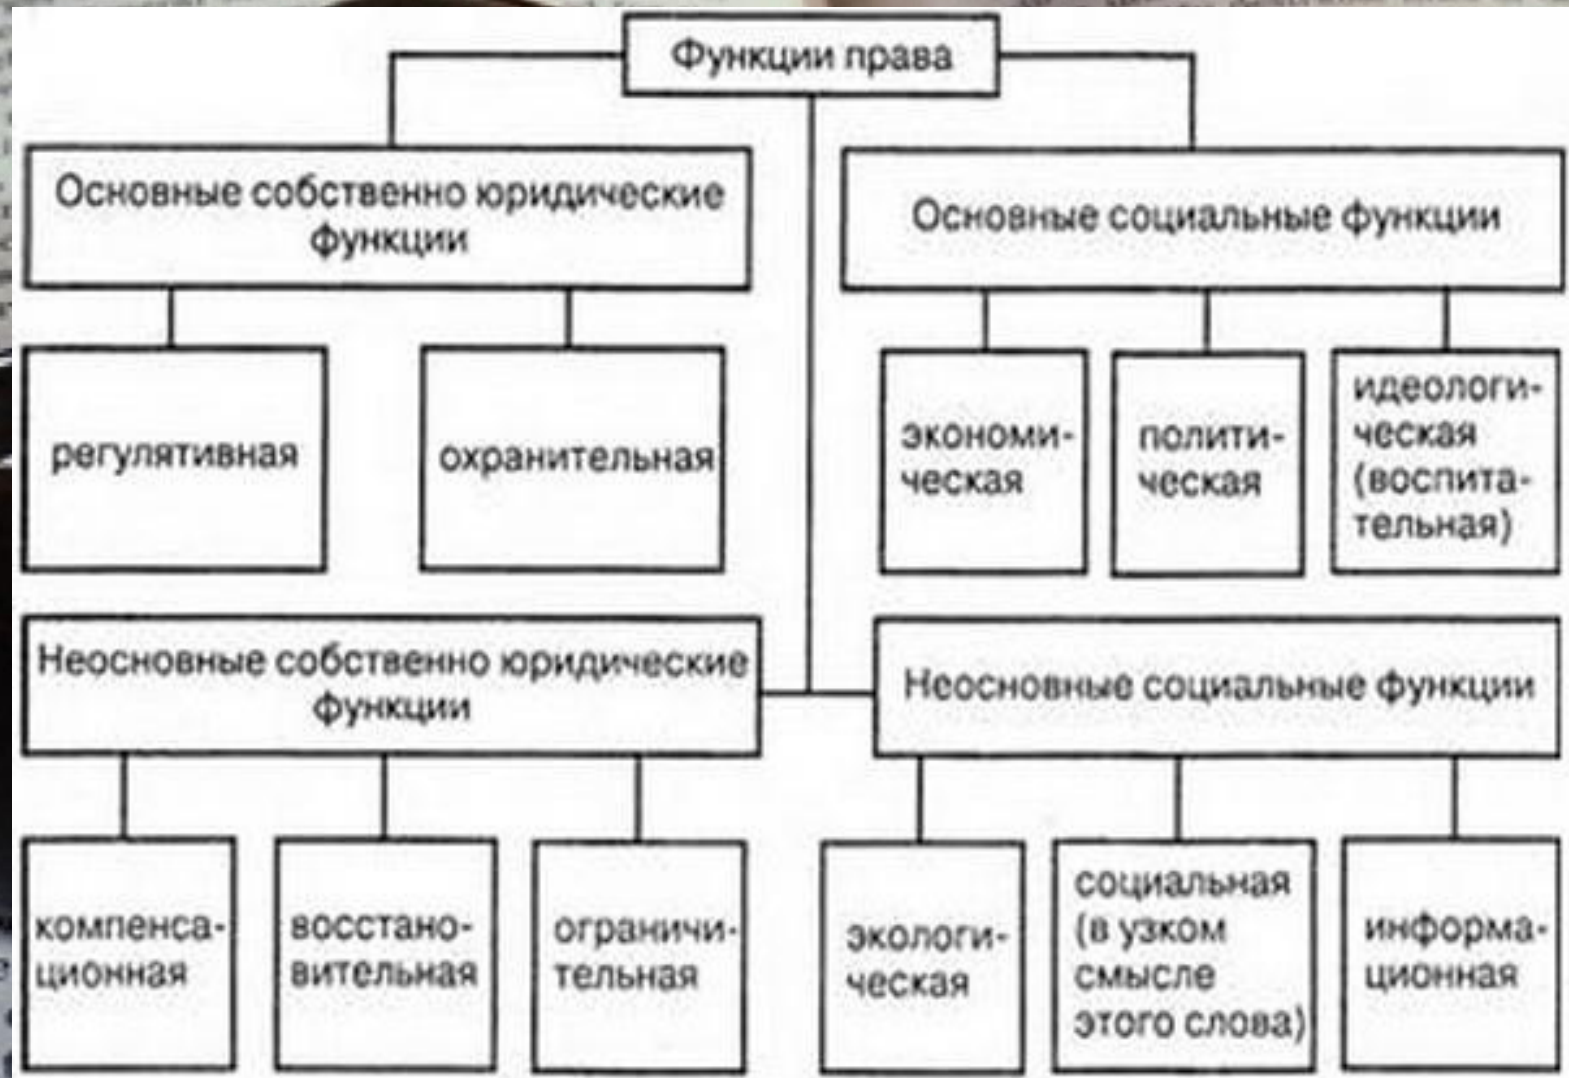 Функции права
Основные собственно юридические
функции
Основные социальные функции
регулятивная
охранительная
экономи-
ческая
полити-
ческая
идеологи-
ческая
(воспита-
тельная)
Неосновные собственно юридические
функции
Неосновные социальные функции
компенса-
ционная
восстано-
вительная
ограничи-
тельная
экологи-
ческая
социальная
(в узком
смысле
этого слова)
информа-
ционная